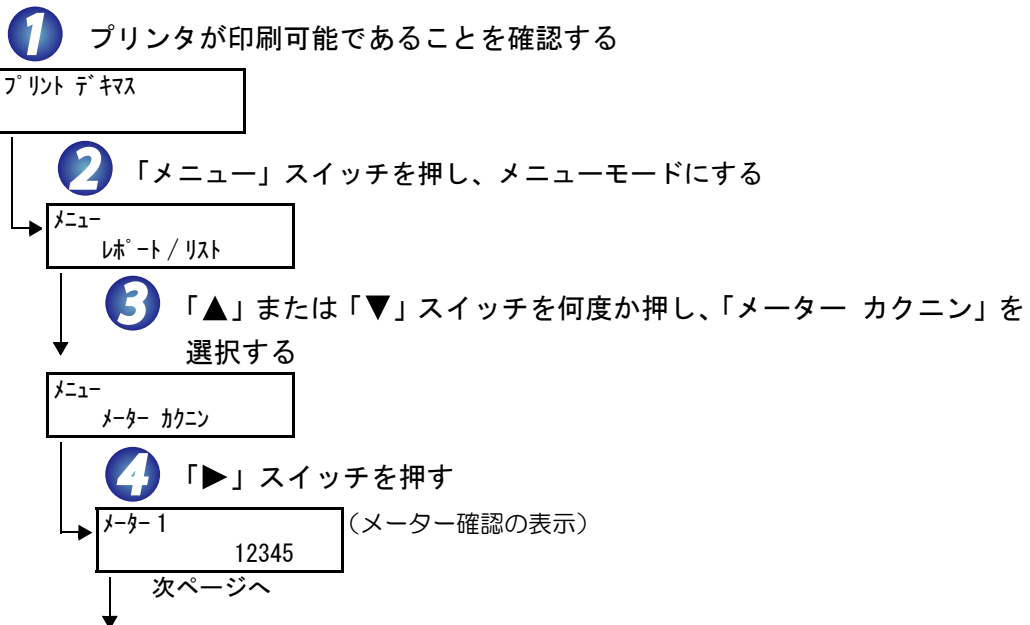 1 プリンタが印刷可能であることを確認する
プリント デキマス
2 「メニュー」スイッチを押し、メニューモードにする
メニュー
レポート / リスト
3 「▲」または「▼」スイッチを何度か押し、「メーター カクニン」を
選択する
メニュー
メーター カクニン
4 「▶」スイッチを押す
メーター 1 (メーター確認の表示)
12345
次ページへ